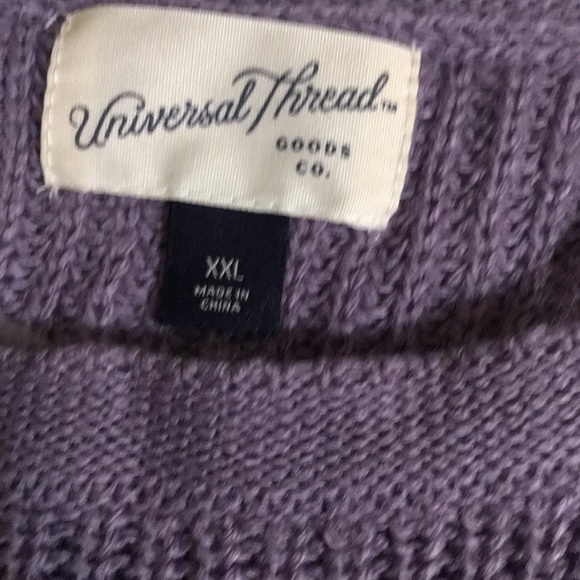 Universal Thread™
GOODS
CO.
XXL
MADE IN
CHINA